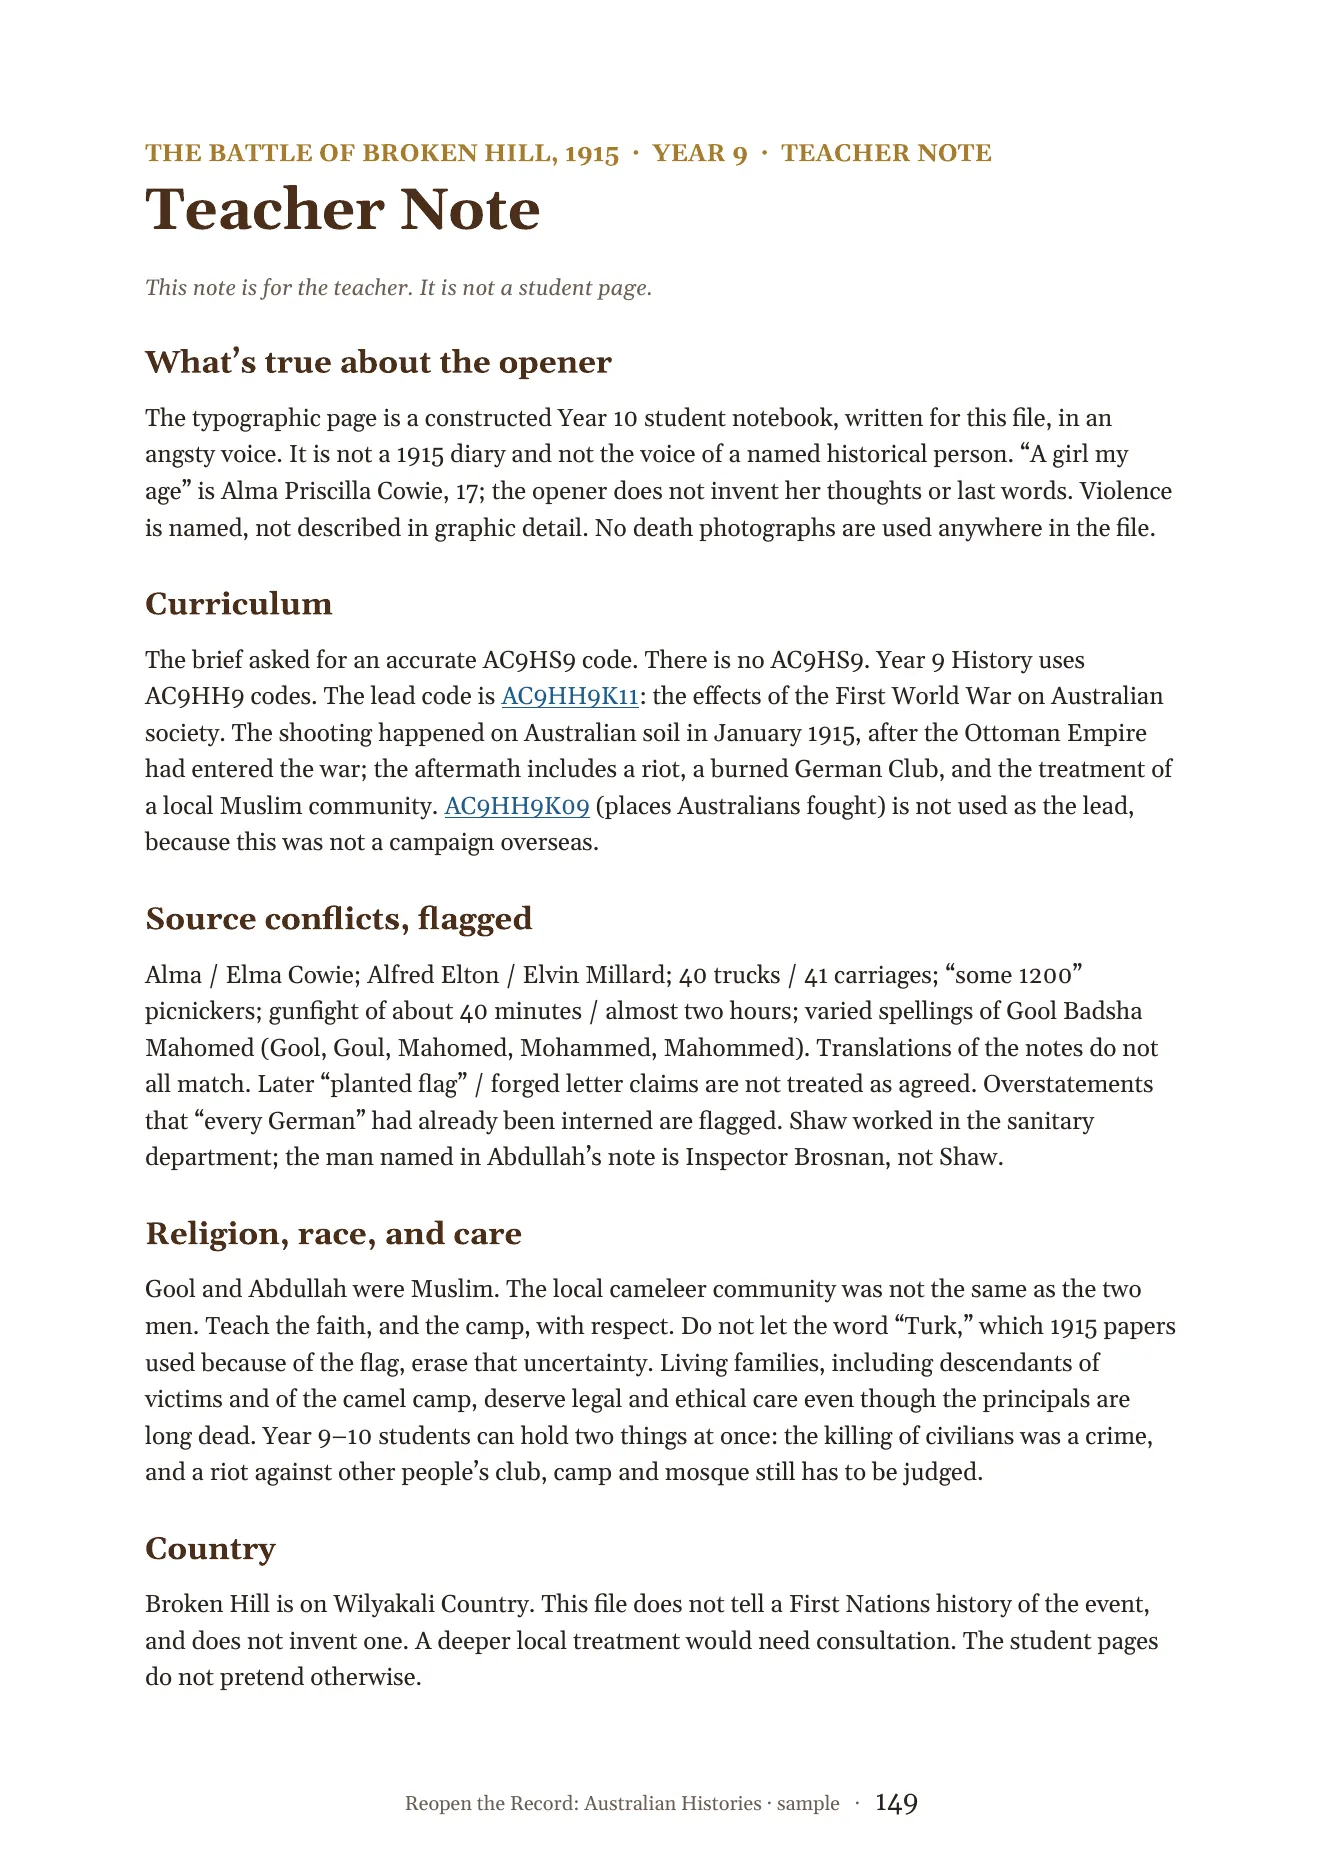 THE BATTLE OF BROKEN HILL, 1915 · YEAR 9 · TEACHER NOTE
Teacher Note
This note is for the teacher. It is not a student page.
What’s true about the opener
The typographic page is a constructed Year 10 student notebook, written for this file, in an
angsty voice. It is not a 1915 diary and not the voice of a named historical person. “A girl my
age” is Alma Priscilla Cowie, 17; the opener does not invent her thoughts or last words. Violence
is named, not described in graphic detail. No death photographs are used anywhere in the file.
Curriculum
The brief asked for an accurate AC9HS9 code. There is no AC9HS9. Year 9 History uses
AC9HH9 codes. The lead code is AC9HH9K11: the effects of the First World War on Australian
society. The shooting happened on Australian soil in January 1915, after the Ottoman Empire
had entered the war; the aftermath includes a riot, a burned German Club, and the treatment of
a local Muslim community. AC9HH9K09 (places Australians fought) is not used as the lead,
because this was not a campaign overseas.
Source conflicts, flagged
Alma / Elma Cowie; Alfred Elton / Elvin Millard; 40 trucks / 41 carriages; “some 1200”
picnickers; gunfight of about 40 minutes / almost two hours; varied spellings of Gool Badsha
Mahomed (Gool, Goul, Mahomed, Mohammed, Mahommed). Translations of the notes do not
all match. Later “planted flag” / forged letter claims are not treated as agreed. Overstatements
that “every German” had already been interned are flagged. Shaw worked in the sanitary
department; the man named in Abdullah’s note is Inspector Brosnan, not Shaw.
Religion, race, and care
Gool and Abdullah were Muslim. The local cameleer community was not the same as the two
men. Teach the faith, and the camp, with respect. Do not let the word “Turk,” which 1915 papers
used because of the flag, erase that uncertainty. Living families, including descendants of
victims and of the camel camp, deserve legal and ethical care even though the principals are
long dead. Year 9–10 students can hold two things at once: the killing of civilians was a crime,
and a riot against other people’s club, camp and mosque still has to be judged.
Country
Broken Hill is on Wilyakali Country. This file does not tell a First Nations history of the event,
and does not invent one. A deeper local treatment would need consultation. The student pages
do not pretend otherwise.
Reopen the Record: Australian Histories · sample · 149